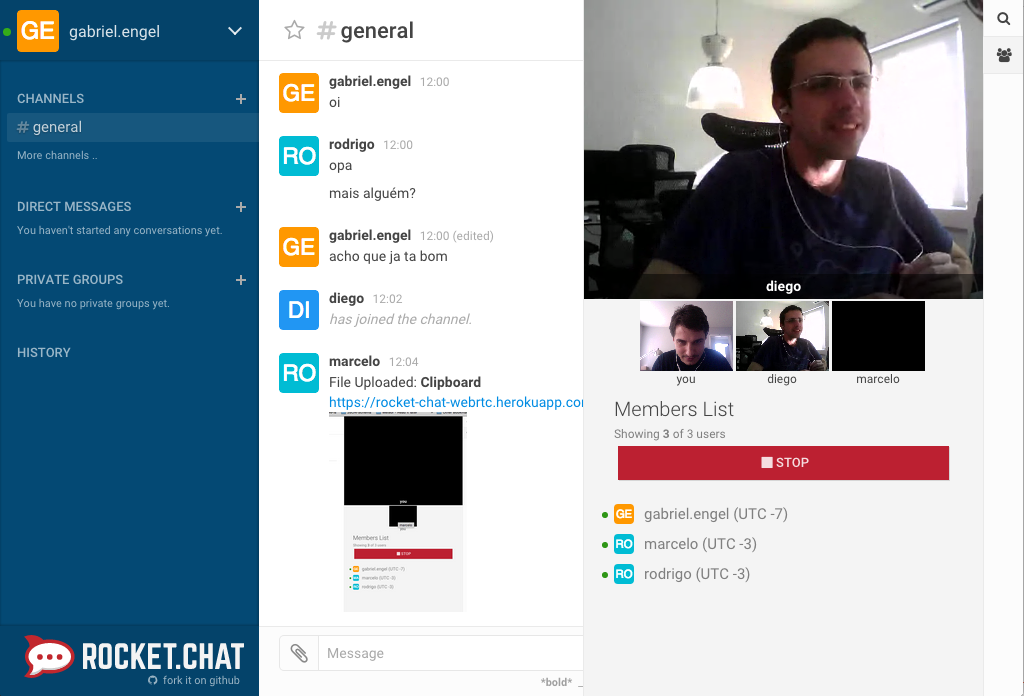 GE gabriel.engel
CHANNELS +
# general
More channels ..
DIRECT MESSAGES +
You haven't started any conversations yet.
PRIVATE GROUPS +
You have no private groups yet.
HISTORY
ROCKET.CHAT
fork it on github
# general
GE gabriel.engel 12:00
oi
RO rodrigo 12:00
opa
mais alguém?
GE gabriel.engel 12:00 (edited)
acho que ja ta bom
DI diego 12:02
has joined the channel.
RO marcelo 12:04
File Uploaded: Clipboard
https://rocket-chat-webrtc.herokuapp.co
you
Members List
STOP
gabriel.engel (UTC -7)
marcelo (UTC -3)
rodrigo (UTC -3)
Message
*bold* _
diego
you diego marcelo
Members List
Showing 3 of 3 users
STOP
GE gabriel.engel (UTC -7)
RO marcelo (UTC -3)
RO rodrigo (UTC -3)